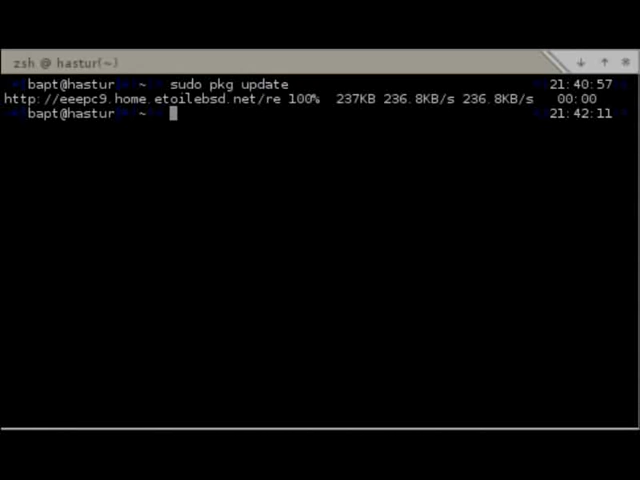 zsh @ hastur(~)
bapt@hastur ~ sudo pkg update 21:40:57
http://eeepc9.home.etoilebsd.net/re 100% 237KB 236.8KB/s 236.8KB/s 00:00
bapt@hastur ~ 21:42:11